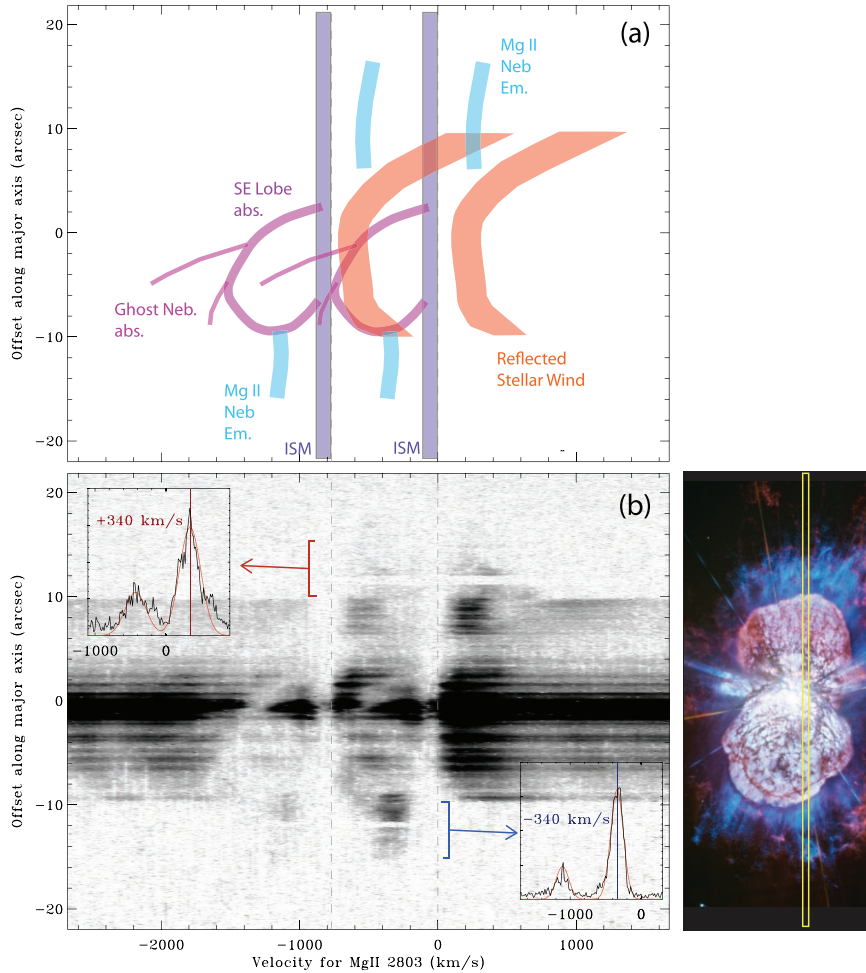 (a)
20
10
0
−10
−20
Offset along major axis (arcsec)
Mg II
Neb
Em.
SE Lobe
abs.
Ghost Neb.
abs.
Mg II
Neb
Em.
Reflected
Stellar Wind
ISM
ISM
(b)
20
10
0
−10
−20
Offset along major axis (arcsec)
+340 km/s
−1000
0
−340 km/s
−1000
0
−2000
−1000
0
1000
Velocity for MgII 2803 (km/s)